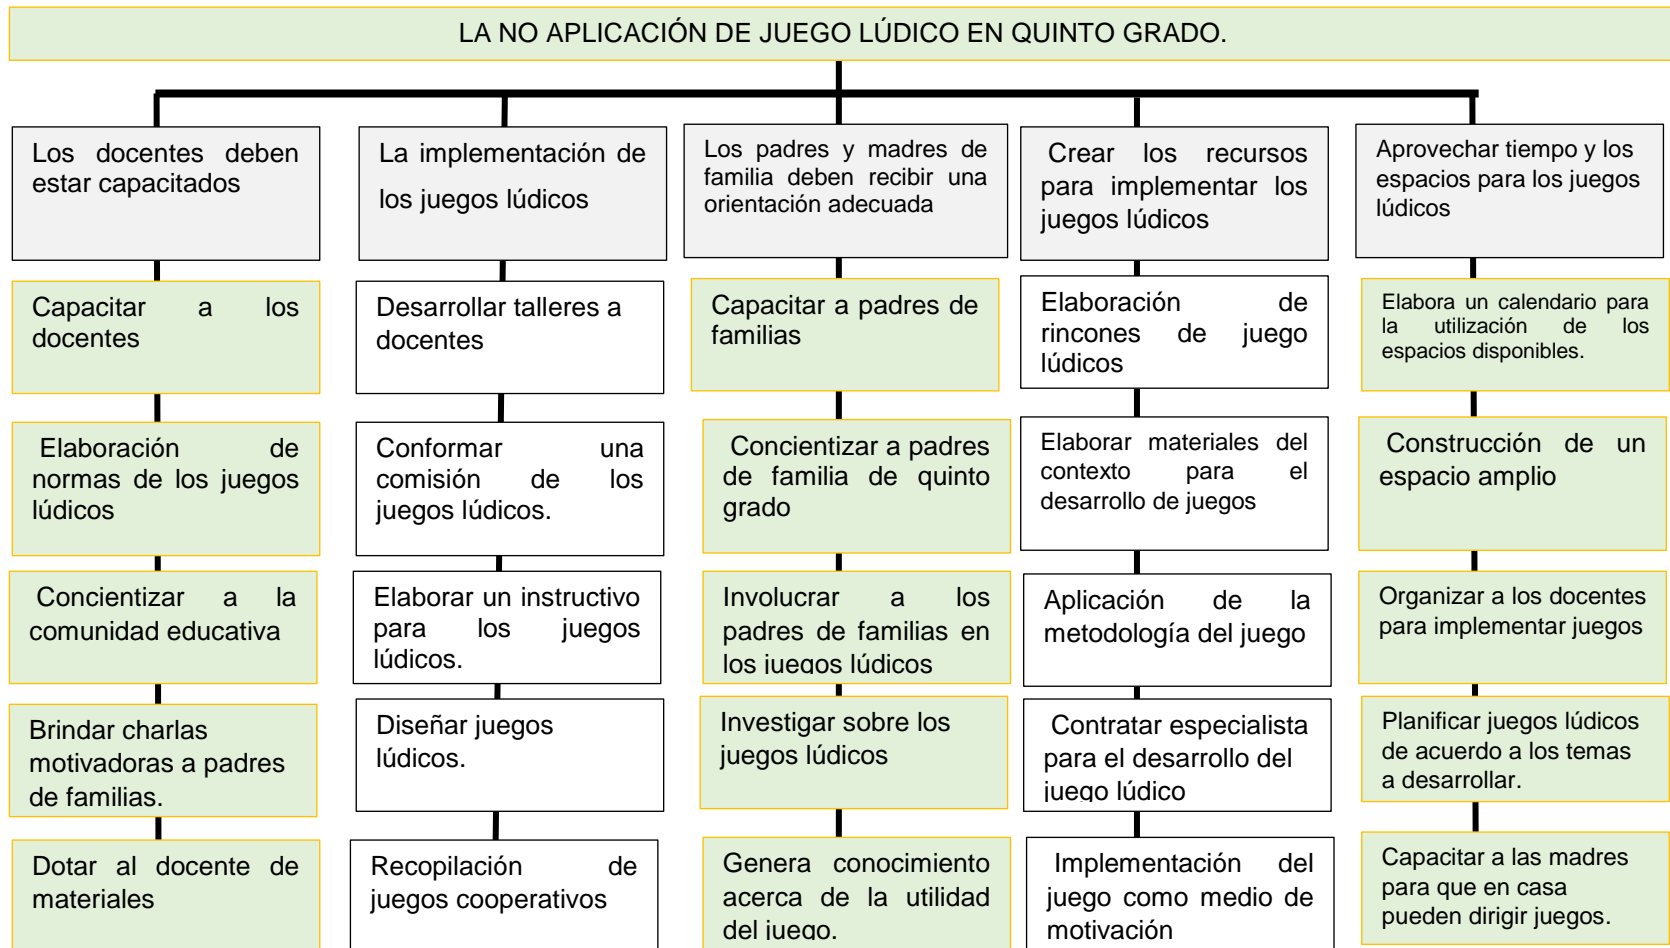 LA NO APLICACIÓN DE JUEGO LÚDICO EN QUINTO GRADO.
Los docentes deben
estar capacitados
La implementación de
los juegos lúdicos
Los padres y madres de
familia deben recibir una
orientación adecuada
Crear los recursos
para implementar los
juegos lúdicos
Aprovechar tiempo y los
espacios para los juegos
lúdicos
Capacitar a los
docentes
Desarrollar talleres a
docentes
Capacitar a padres de
familias
Elaboración de
rincones de juego
lúdicos
Elabora un calendario para
la utilización de los
espacios disponibles.
Elaboración de
normas de los juegos
lúdicos
Conformar una
comisión de los
juegos lúdicos.
Concientizar a padres
de familia de quinto
grado
Elaborar materiales del
contexto para el
desarrollo de juegos
Construcción de un
espacio amplio
Concientizar a la
comunidad educativa
Elaborar un instructivo
para los juegos
lúdicos.
Involucrar a los
padres de familias en
los juegos lúdicos
Aplicación de la
metodología del juego
Organizar a los docentes
para implementar juegos
Brindar charlas
motivadoras a padres
de familias.
Diseñar juegos
lúdicos.
Investigar sobre los
juegos lúdicos
Contratar especialista
para el desarrollo del
juego lúdico
Planificar juegos lúdicos
de acuerdo a los temas
a desarrollar.
Dotar al docente de
materiales
Recopilación de
juegos cooperativos
Genera conocimiento
acerca de la utilidad
del juego.
Implementación del
juego como medio de
motivación
Capacitar a las madres
para que en casa
pueden dirigir juegos.